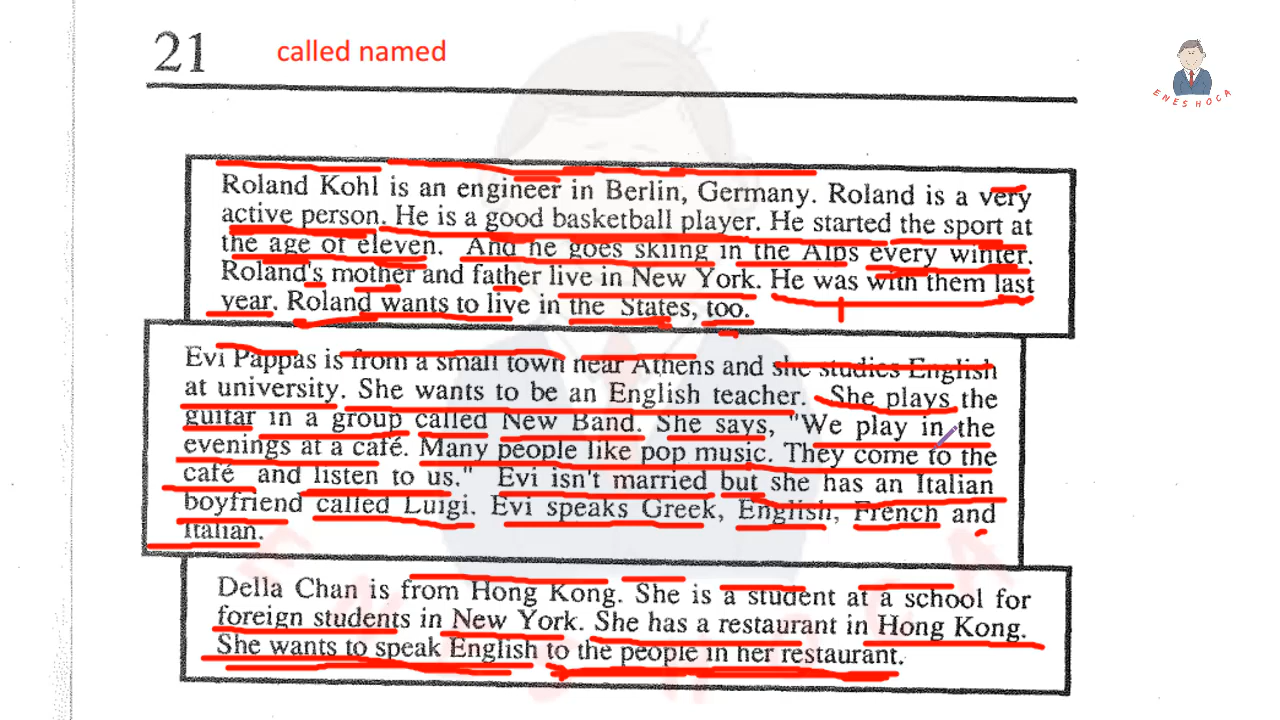 21
called named
ENES HOCA
Roland Kohl is an engineer in Berlin, Germany. Roland is a very
active person. He is a good basketball player. He started the sport at
the age of eleven. And he goes skiing in the Alps every winter.
Roland's mother and father live in New York. He was with them last
year. Roland wants to live in the States, too.
Evi Pappas is from a small town near Athens and she studies English
at university. She wants to be an English teacher. She plays the
guitar in a group called New Band. She says, "We play in the
evenings at a café. Many people like pop music. They come to the
café and listen to us." Evi isn't married but she has an Italian
boyfriend called Luigi. Evi speaks Greek, English, French and
Italian.
Della Chan is from Hong Kong. She is a student at a school for
foreign students in New York. She has a restaurant in Hong Kong.
She wants to speak English to the people in her restaurant.